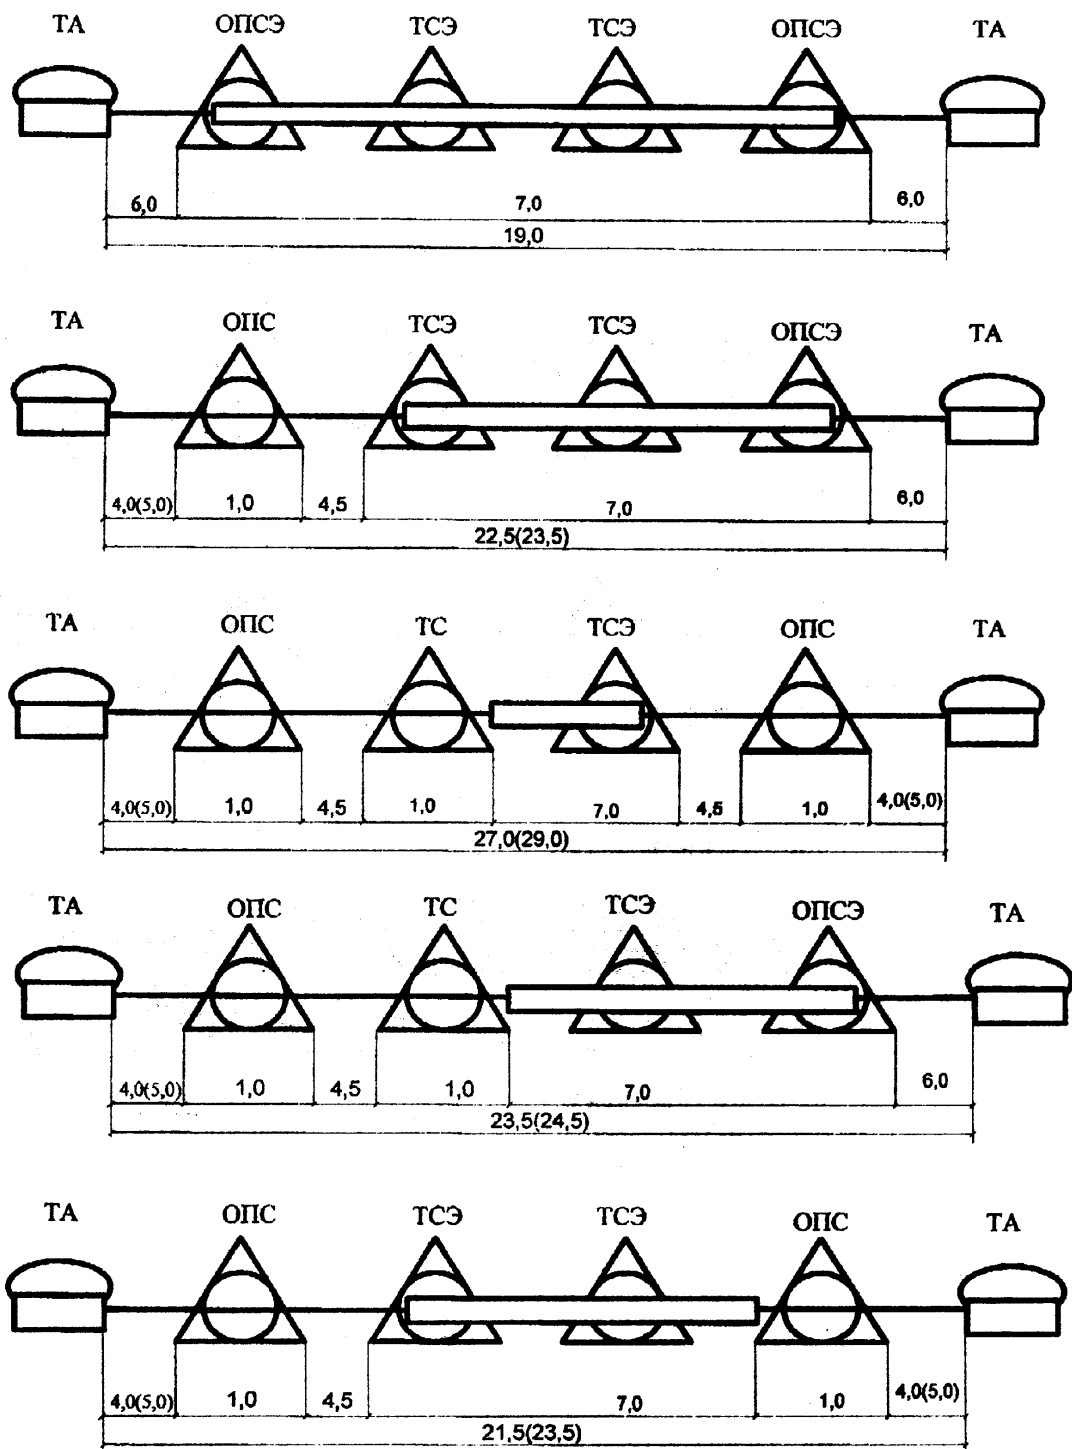 ТА ОПСЭ ТСЭ ТСЭ ОПСЭ ТА
6,0 7,0 6,0
19,0
ТА ОПС ТСЭ ТСЭ ОПСЭ ТА
4,0(5,0) 1,0 4,5 7,0 6,0
22,5(23,5)
ТА ОПС ТС ТСЭ ОПС ТА
4,0(5,0) 1,0 4,5 1,0 7,0 4,5 1,0 4,0(5,0)
27,0(29,0)
ТА ОПС ТС ТСЭ ОПСЭ ТА
4,0(5,0) 1,0 4,5 1,0 7,0 6,0
23,5(24,5)
ТА ОПС ТСЭ ТСЭ ОПС ТА
4,0(5,0) 1,0 4,5 7,0 1,0 4,0(5,0)
21,5(23,5)